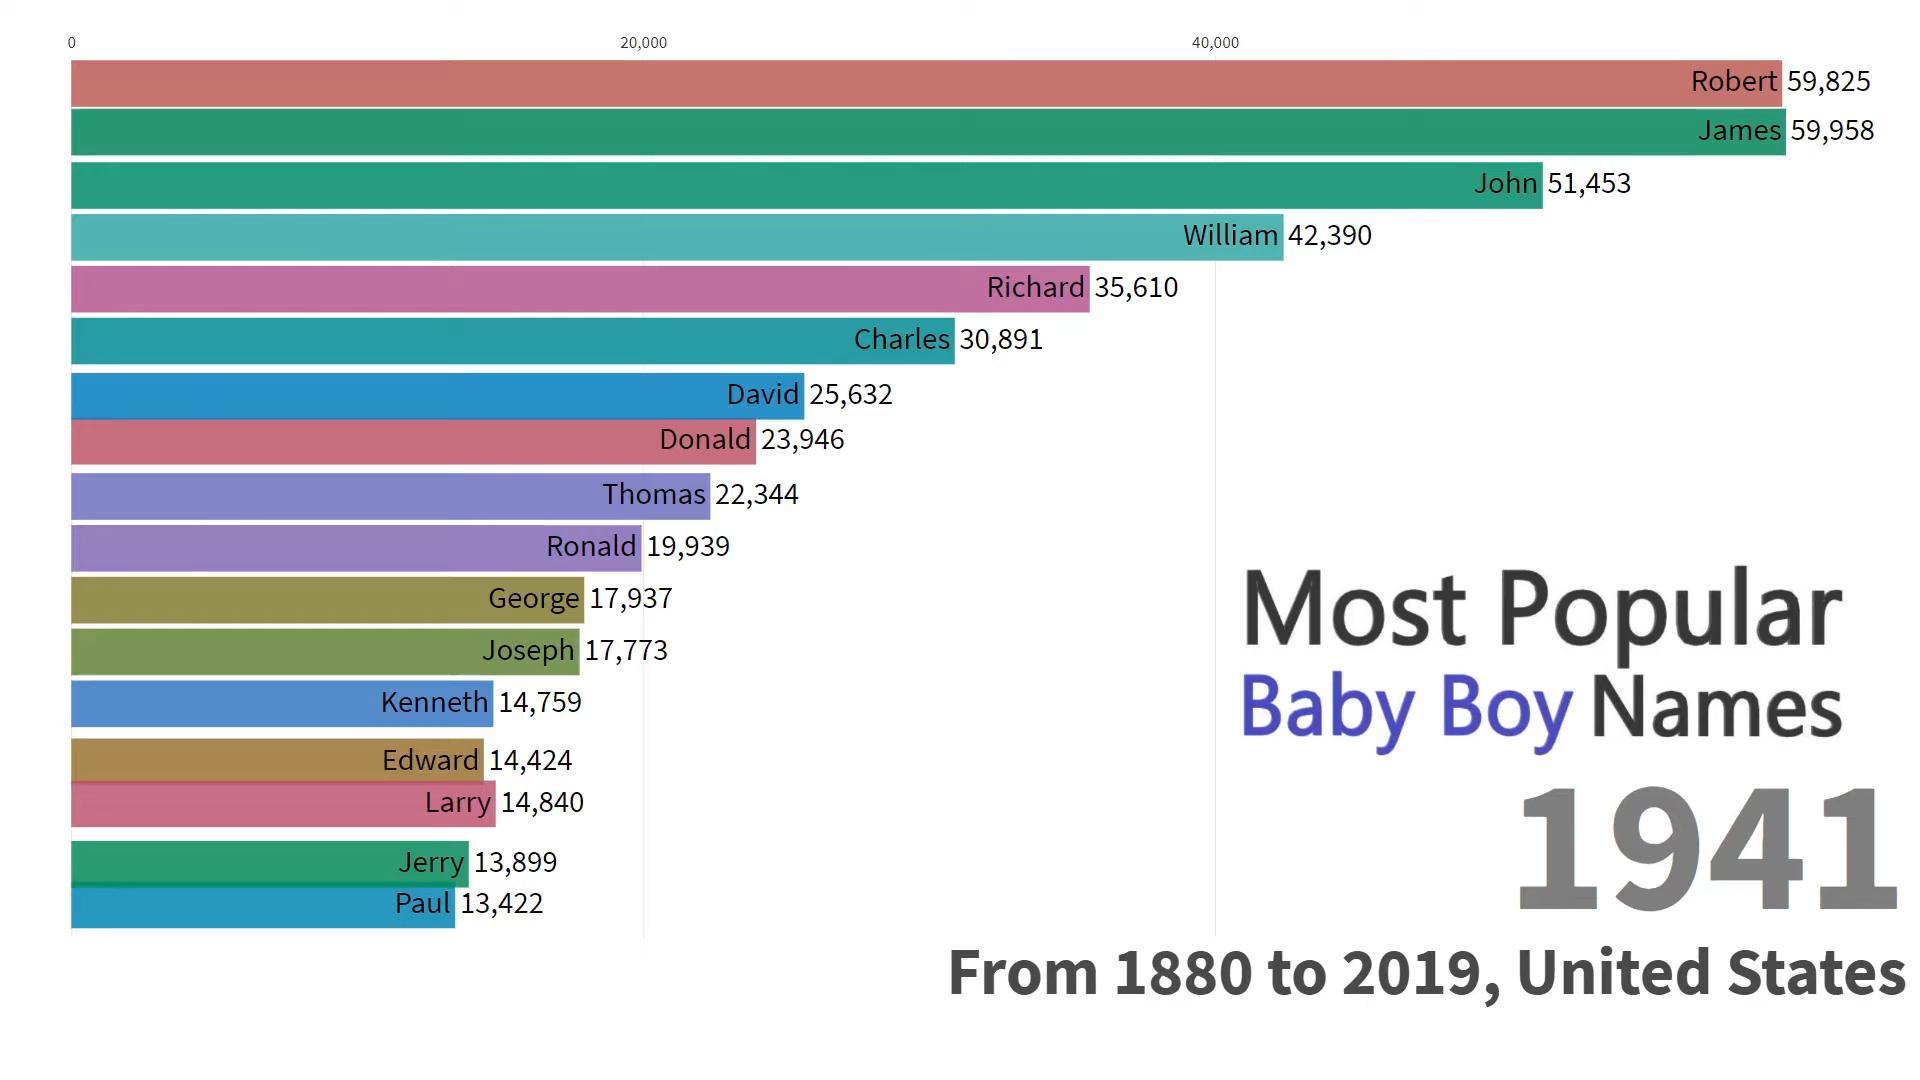 0 20,000 40,000
Robert 59,825
James 59,958
John 51,453
William 42,390
Richard 35,610
Charles 30,891
David 25,632
Donald 23,946
Thomas 22,344
Ronald 19,939
George 17,937
Joseph 17,773
Kenneth 14,759
Edward 14,424
Larry 14,840
Jerry 13,899
Paul 13,422
Most Popular
Baby Boy Names
1941
From 1880 to 2019, United States